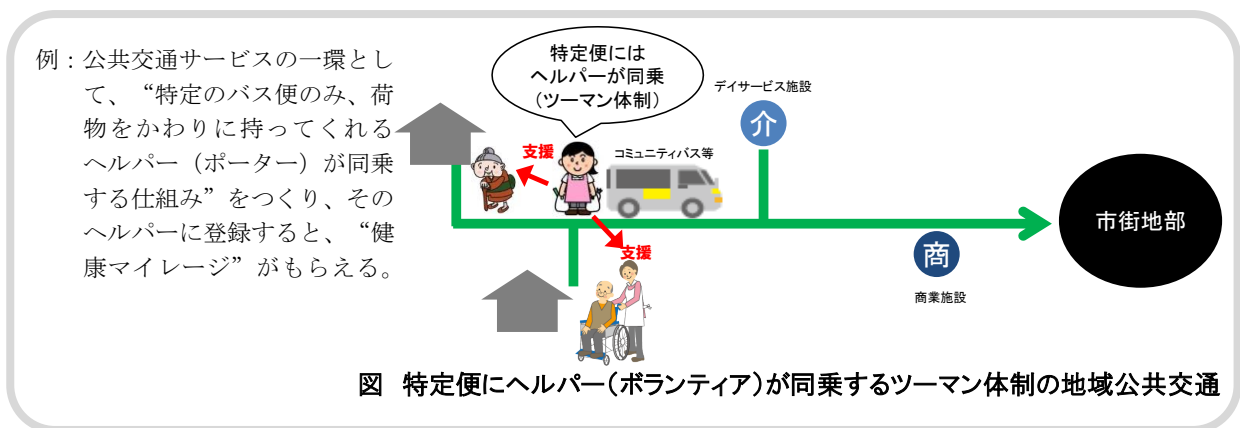 例：公共交通サービスの一環とし
て、“特定のバス便のみ、荷
物をかわりに持ってくれる
ヘルパー（ポーター）が同乗
する仕組み”をつくり、その
ヘルパーに登録すると、“健
康マイレージ”がもらえる。
特定便には
ヘルパーが同乗
（ツーマン体制）
デイサービス施設
介
支援
コミュニティバス等
市街地部
支援
商
商業施設
図　特定便にヘルパー（ボランティア）が同乗するツーマン体制の地域公共交通